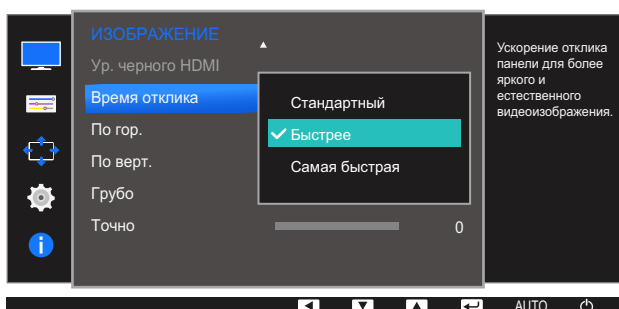 ИЗОБРАЖЕНИЕ
Ур. черного HDMI
Время отклика
По гор.
По верт.
Грубо
Точно
0
Стандартный
Быстрее
Самая быстрая
Ускорение отклика
панели для более
яркого и
естественного
видеоизображения.
AUTO